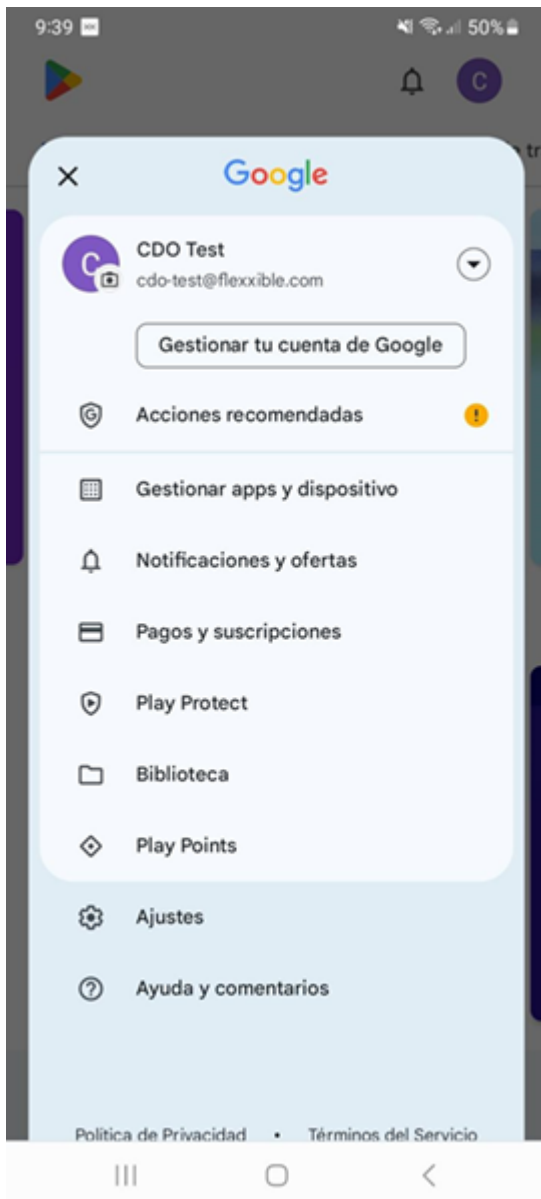 9:39
50%
C
Google
C
CDO Test
cdo-test@flexxible.com
Gestionar tu cuenta de Google
Acciones recomendadas
Gestionar apps y dispositivo
Notificaciones y ofertas
Pagos y suscripciones
Play Protect
Biblioteca
Play Points
Ajustes
Ayuda y comentarios
Política de Privacidad • Términos del Servicio